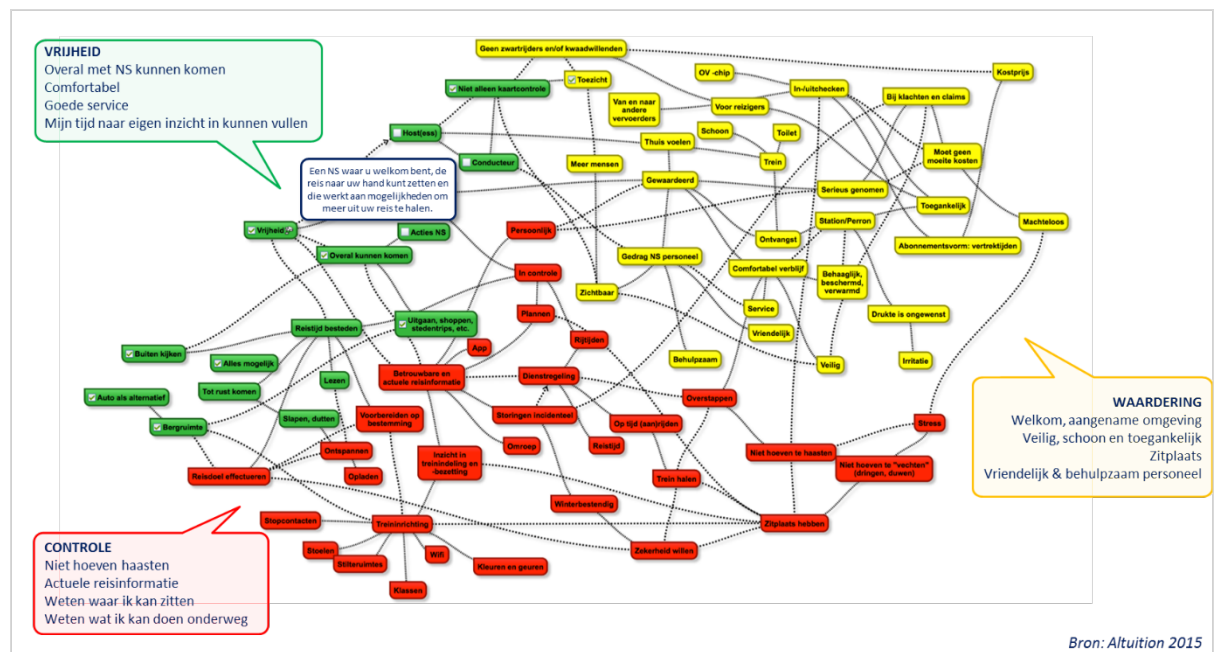 VRIJHEID
Overal met NS kunnen komen
Comfortabel
Goede service
Mijn tijd naar eigen inzicht in kunnen vullen
Geen zwartrijders en/of kwaadwillenden
Niet alleen kaartcontrole
Toezicht
OV -chip
In-/uitchecken
Kostprijs
Bij klachten en claims
Van en naar
andere
vervoerders
Voor reizigers
Host(ess)
Schoon
Toilet
Thuis voelen
Conducteur
Meer mensen
Trein
Moet geen
moeite kosten
Een NS waar u welkom bent, de
reis naar uw hand kunt zetten en
die werkt aan mogelijkheden om
meer uit uw reis te halen.
Gewaardeerd
Serieus genomen
Toegankelijk
Vrijheid
Acties NS
Persoonlijk
Station/Perron
Machteloos
Ontvangst
Abonnementsvorm: vertrektijden
Overal kunnen komen
Gedrag NS personeel
Comfortabel verblijf
Behaaglijk,
beschermd,
verwarmd
In controle
Zichtbaar
Service
Drukte is ongewenst
Plannen
Uitgaan, shoppen,
stedentrips, etc.
Reistijd besteden
Vriendelijk
Rijtijden
App
Buiten kijken
Alles mogelijk
Behulpzaam
Veilig
Irritatie
Lezen
Betrouwbare en
actuele reisinformatie
Dienstregeling
Tot rust komen
Auto als alternatief
Overstappen
Bergruimte
Slapen, dutten
Voorbereiden op
bestemming
Storingen incidenteel
Op tijd (aan)rijden
Stress
Omroep
Reistijd
Niet hoeven te haasten
Ontspannen
Inzicht in
treinindeling en
-bezetting
Niet hoeven te "vechten"
(dringen, duwen)
Reisdoel effectueren
Opladen
Trein halen
Winterbestendig
Stopcontacten
Treininrichting
Zitplaats hebben
Stoelen
Stilteruimtes
Wifi
Zekerheid willen
Kleuren en geuren
Klassen
WAARDERING
Welkom, aangename omgeving
Veilig, schoon en toegankelijk
Zitplaats
Vriendelijk & behulpzaam personeel
CONTROLE
Niet hoeven haasten
Actuele reisinformatie
Weten waar ik kan zitten
Weten wat ik kan doen onderweg
Bron: Altuition 2015